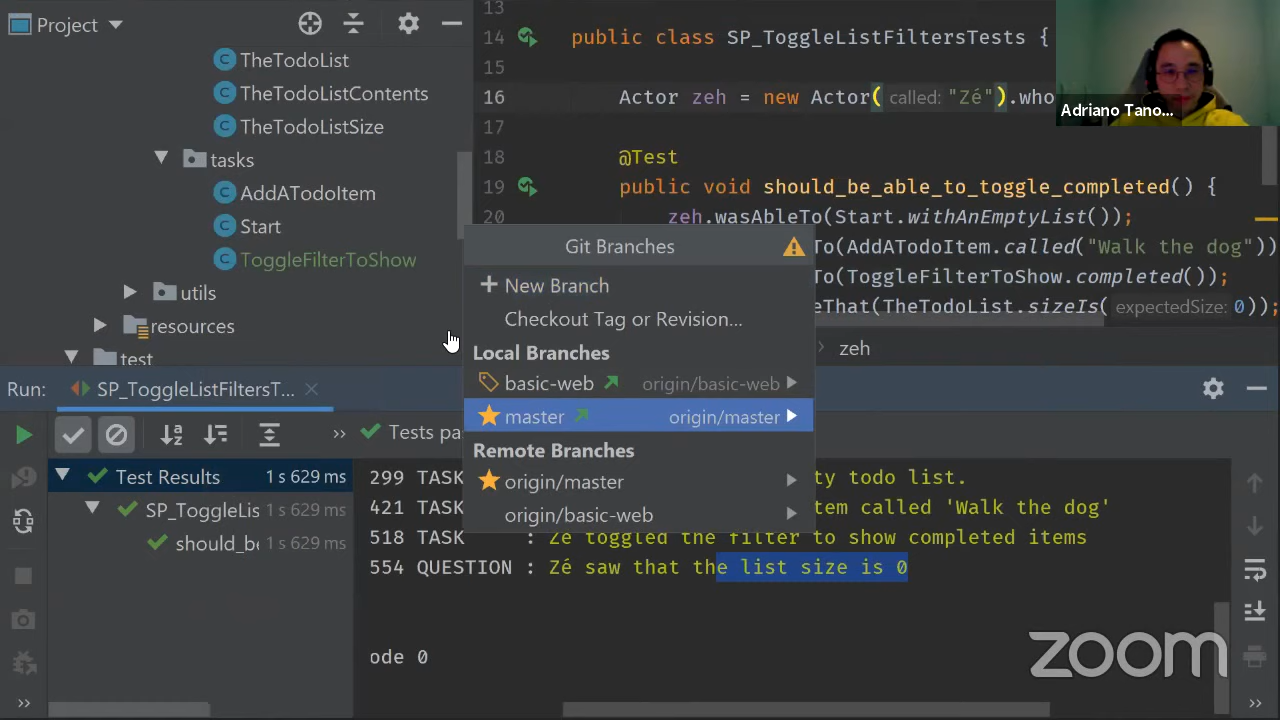 Project
TheTodoList
TheTodoListContents
TheTodoListSize
tasks
AddATodoItem
Start
ToggleFilterToShow
utils
resources
test
13
14 public class SP_ToggleListFiltersTests {
15
16 Actor zeh = new Actor( called: "Zé").who
17
18 @Test
19 public void should_be_able_to_toggle_completed() {
20 zeh.wasAbleTo(Start.withAnEmptyList());
To(AddATodoItem.called("Walk the dog"))
To(ToggleFilterToShow.completed());
eThat(TheTodoList.sizeIs( expectedSize: 0));
zeh
Adriano Tano...
Git Branches
New Branch
Checkout Tag or Revision...
Local Branches
basic-web origin/basic-web
master origin/master
Remote Branches
origin/master
origin/basic-web
Run: SP_ToggleListFiltersT...
Tests pa
Test Results 1 s 629 ms
SP_ToggleLis 1 s 629 ms
should_be 1 s 629 ms
299 TASK ty todo list.
421 TASK tem called 'Walk the dog'
518 TASK : Zé toggled the filter to show completed items
554 QUESTION : Zé saw that the list size is 0
ode 0
zoom